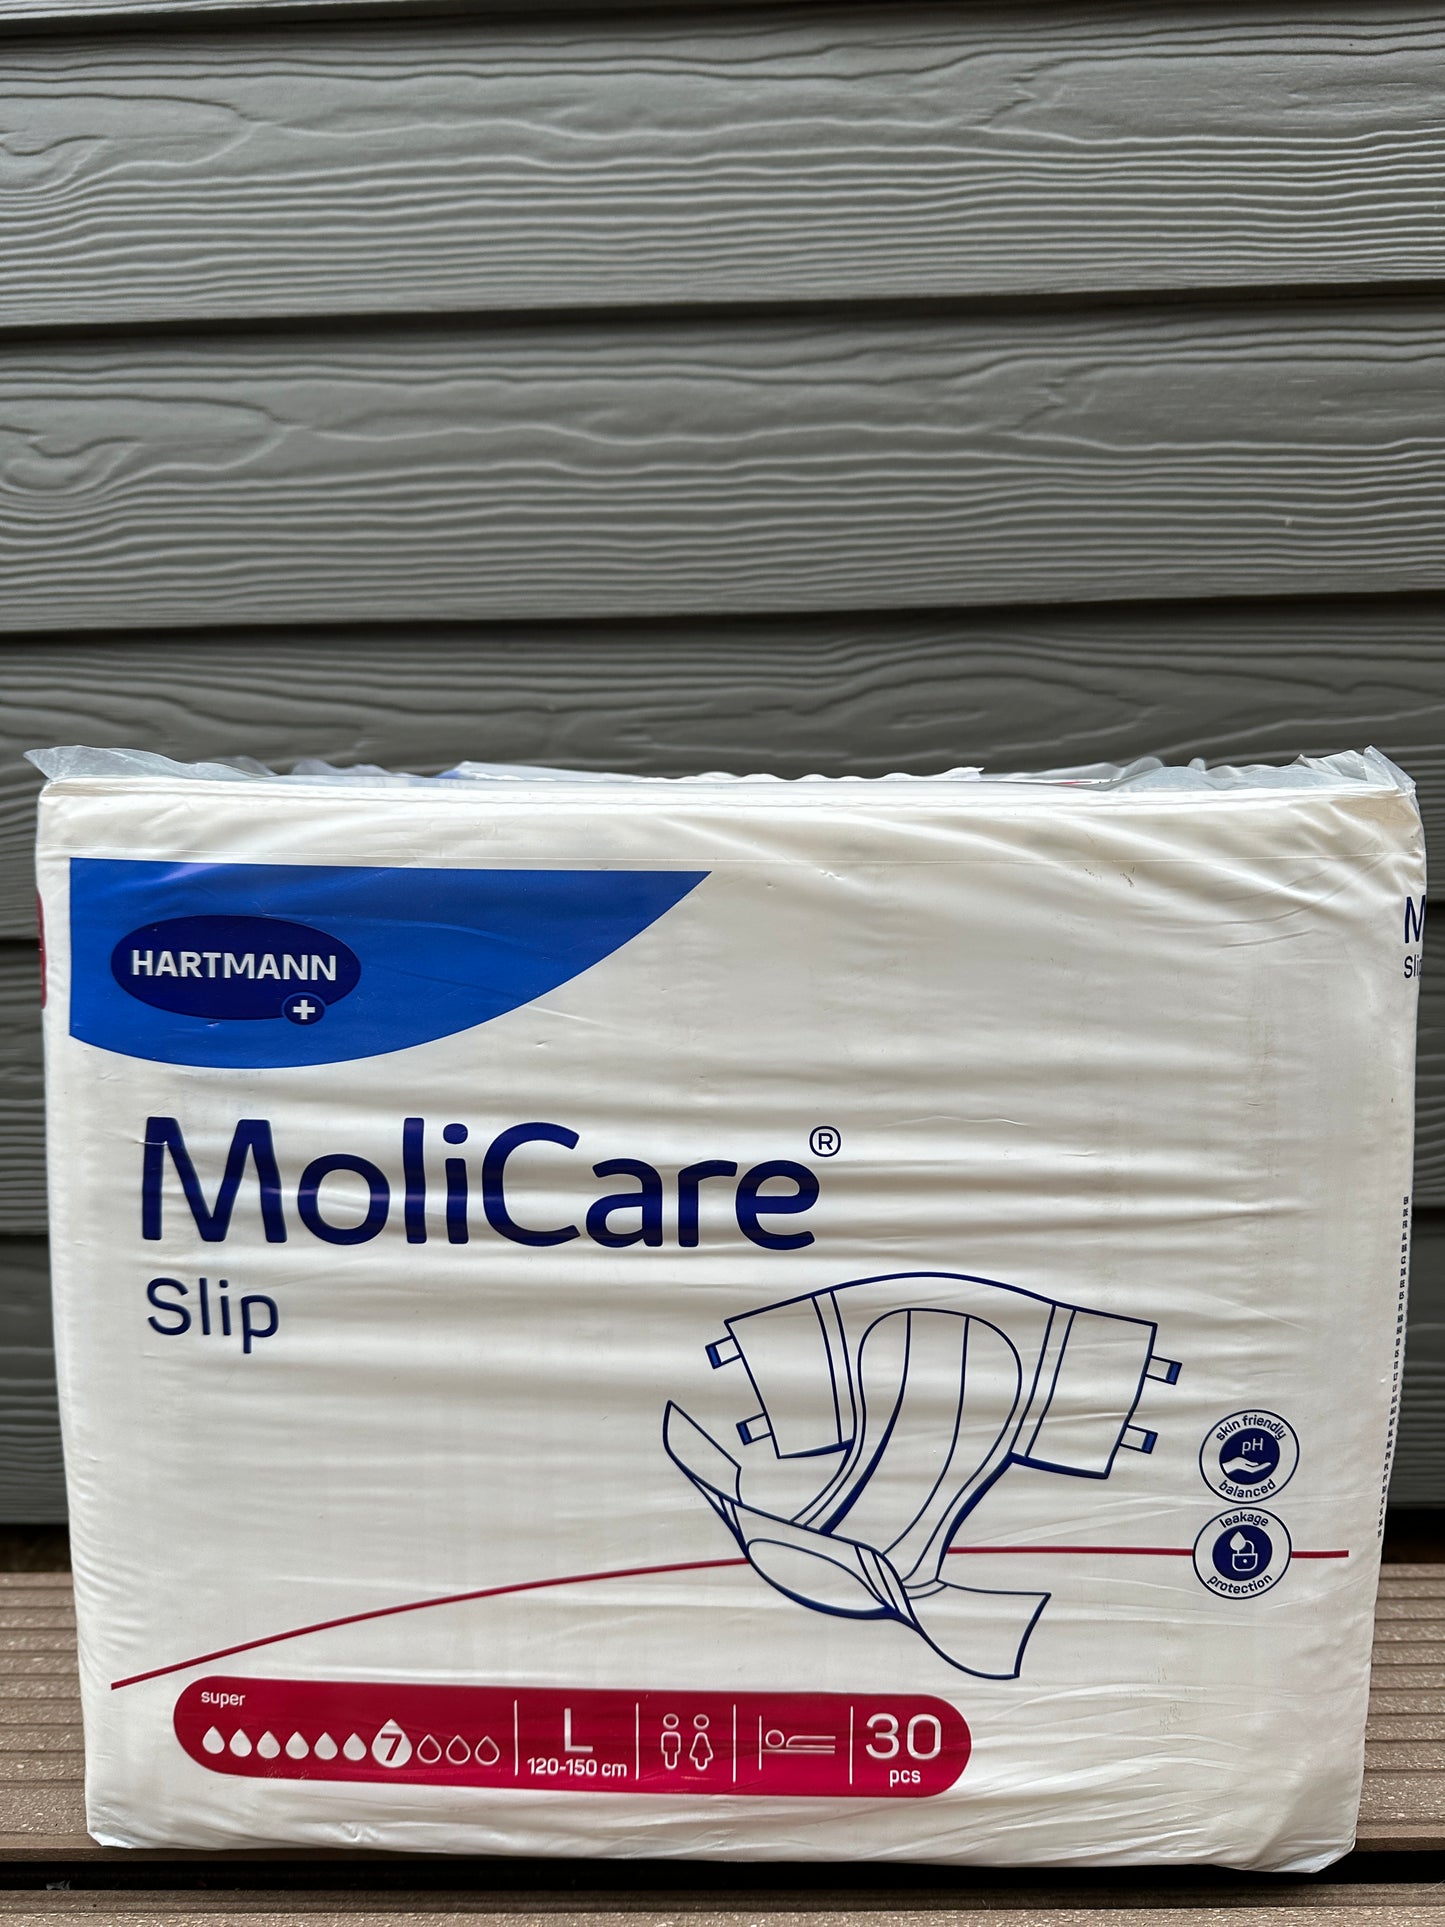 HARTMANN
MoliCare®
Slip
skin friendly
pH
balanced
leakage
protection
super
7
L
120-150 cm
30
pcs